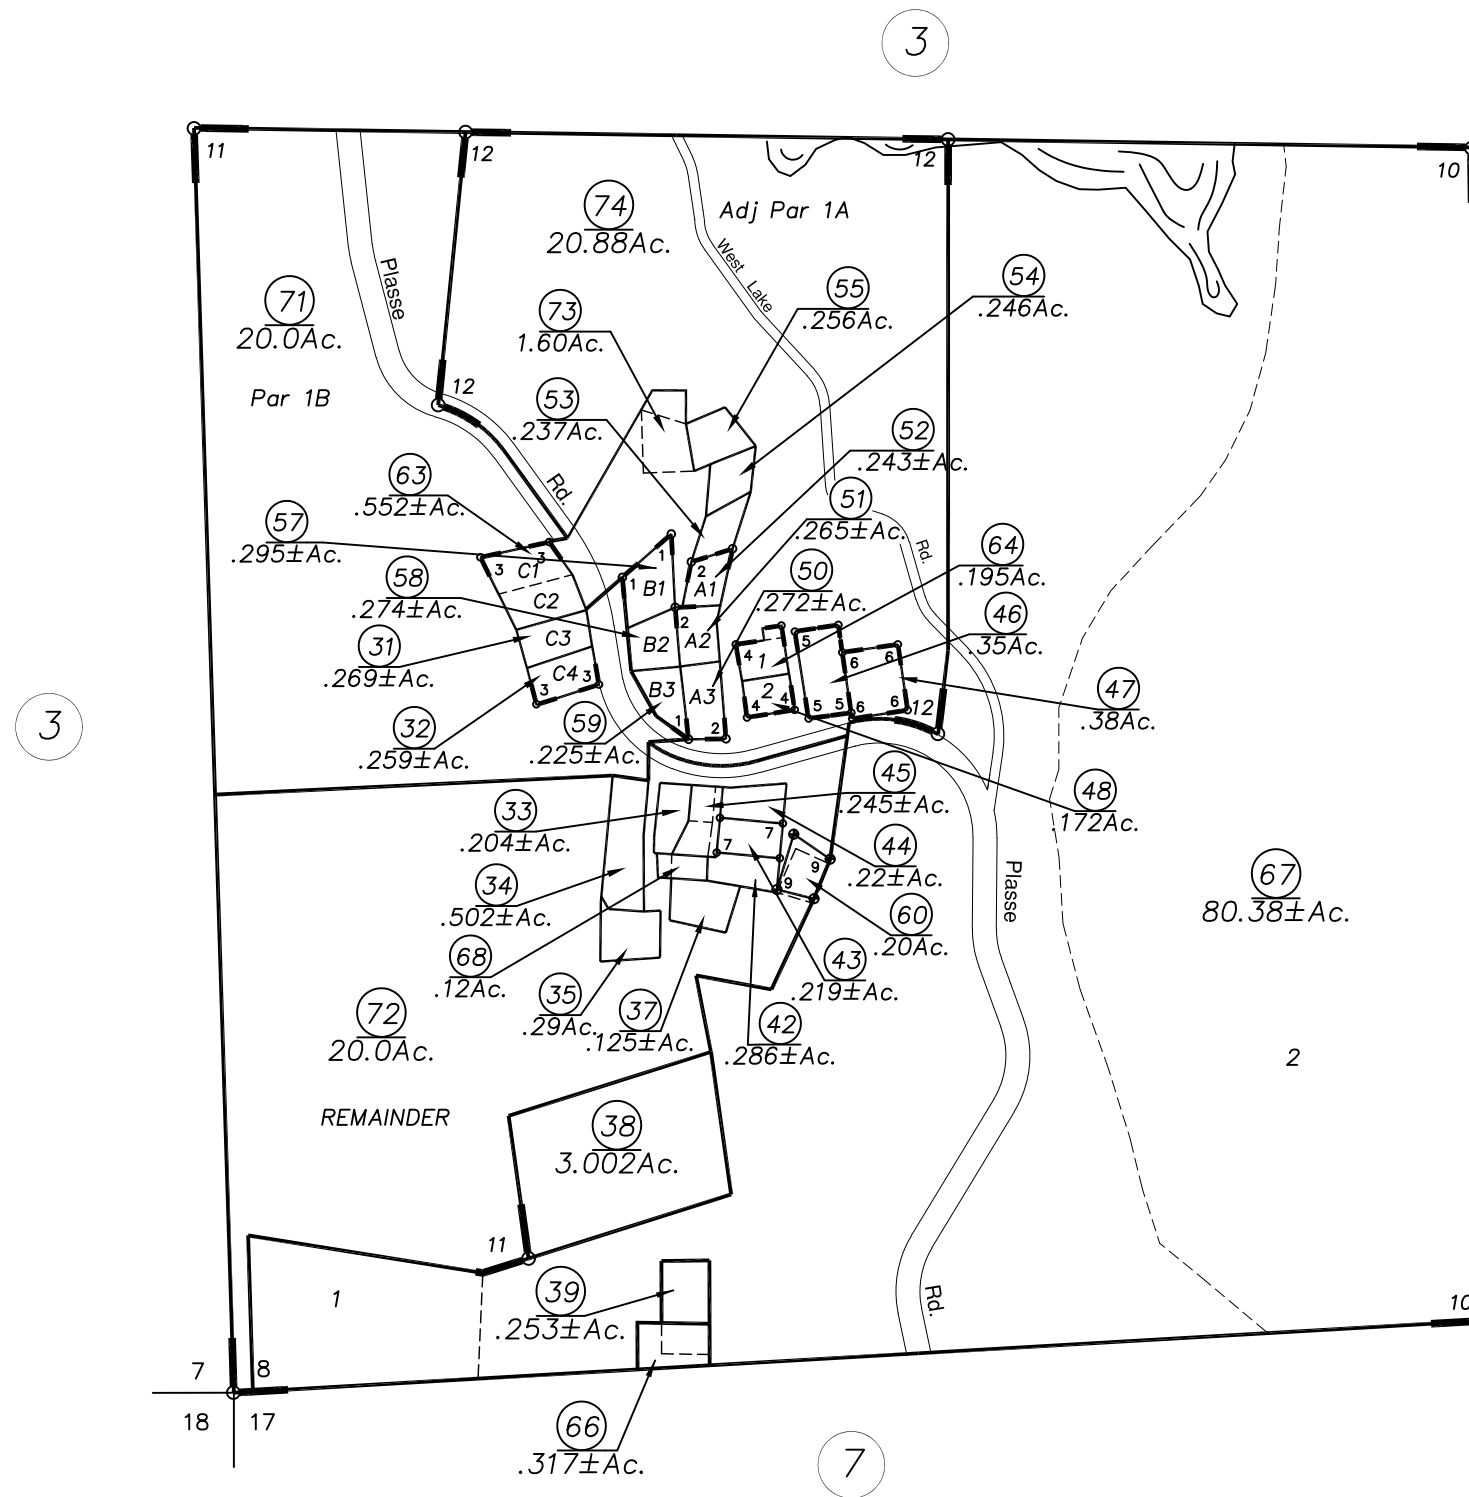 3
11
12
12
10
74
20.88Ac.
Adj Par 1A
West Lake
Rd.
Plasse
Rd.
71
20.0Ac.
Par 1B
12
73
1.60Ac.
55
.256Ac.
54
.246Ac.
53
.237Ac.
52
.243±Ac.
63
.552±Ac.
51
.265±Ac.
57
.295±Ac.
64
.195Ac.
58
.274±Ac.
50
.272±Ac.
46
.35Ac.
31
.269±Ac.
47
.38Ac.
32
.259±Ac.
59
.225±Ac.
48
.172Ac.
3
3
3
C1
C2
C3
C4
3
3
1
1
B1
B2
B3
1
2
A1
2
A2
A3
2
4
1
2
4
4
5
5
5
6
6
6
6
12
3
33
.204±Ac.
45
.245±Ac.
44
.22±Ac.
34
.502±Ac.
7
7
9
9
60
.20Ac.
68
.12Ac.
35
.29Ac.
37
.125±Ac.
43
.219±Ac.
42
.286±Ac.
Plasse
Rd.
67
80.38±Ac.
2
72
20.0Ac.
REMAINDER
38
3.002Ac.
11
1
39
.253±Ac.
10
7
8
18
17
66
.317±Ac.
7